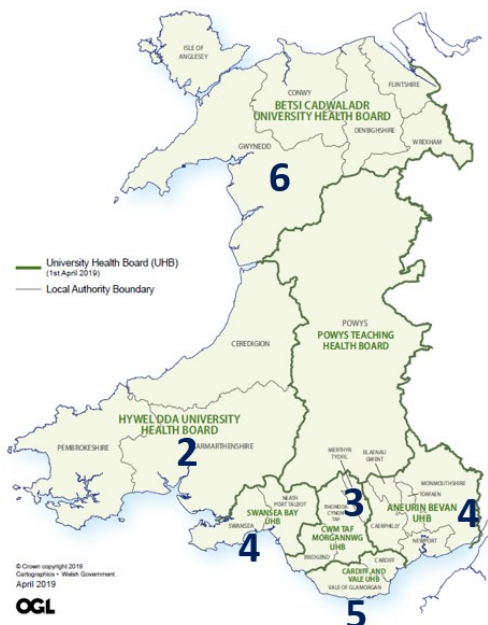 ISLE OF
ANGLESEY
CONWY
FLINTSHIRE
BETSI CADWALADR
UNIVERSITY HEALTH BOARD
DENBIGHSHIRE
GWYNEDD
WREXHAM
6
University Health Board (UHB)
(1st April 2019)
Local Authority Boundary
POWYS
POWYS TEACHING
HEALTH BOARD
CEREDIGION
HYWEL DDA UNIVERSITY
HEALTH BOARD
PEMBROKESHIRE
2
ARMARTHENSHIRE
MERTHYR
TYDFIL
BLAENAU
GWENT
MONMOUTHSHIRE
TORFAEN
NEATH
PORT TALBOT
SWANSEA BAY
UHB
SWANSEA
4
RHONDDA
CYNON
TAF
3
CWM TAF
MORGANNWG
UHB
CAERPHILLY
ANEURIN BEVAN
UHB
4
NEWPORT
BRIDGEND
CARDIFF
CARDIFF AND
VALE UHB
VALE OF GLAMORGAN
5
© Crown copyright 2019
Cartographics • Welsh Government
April 2019
OGL